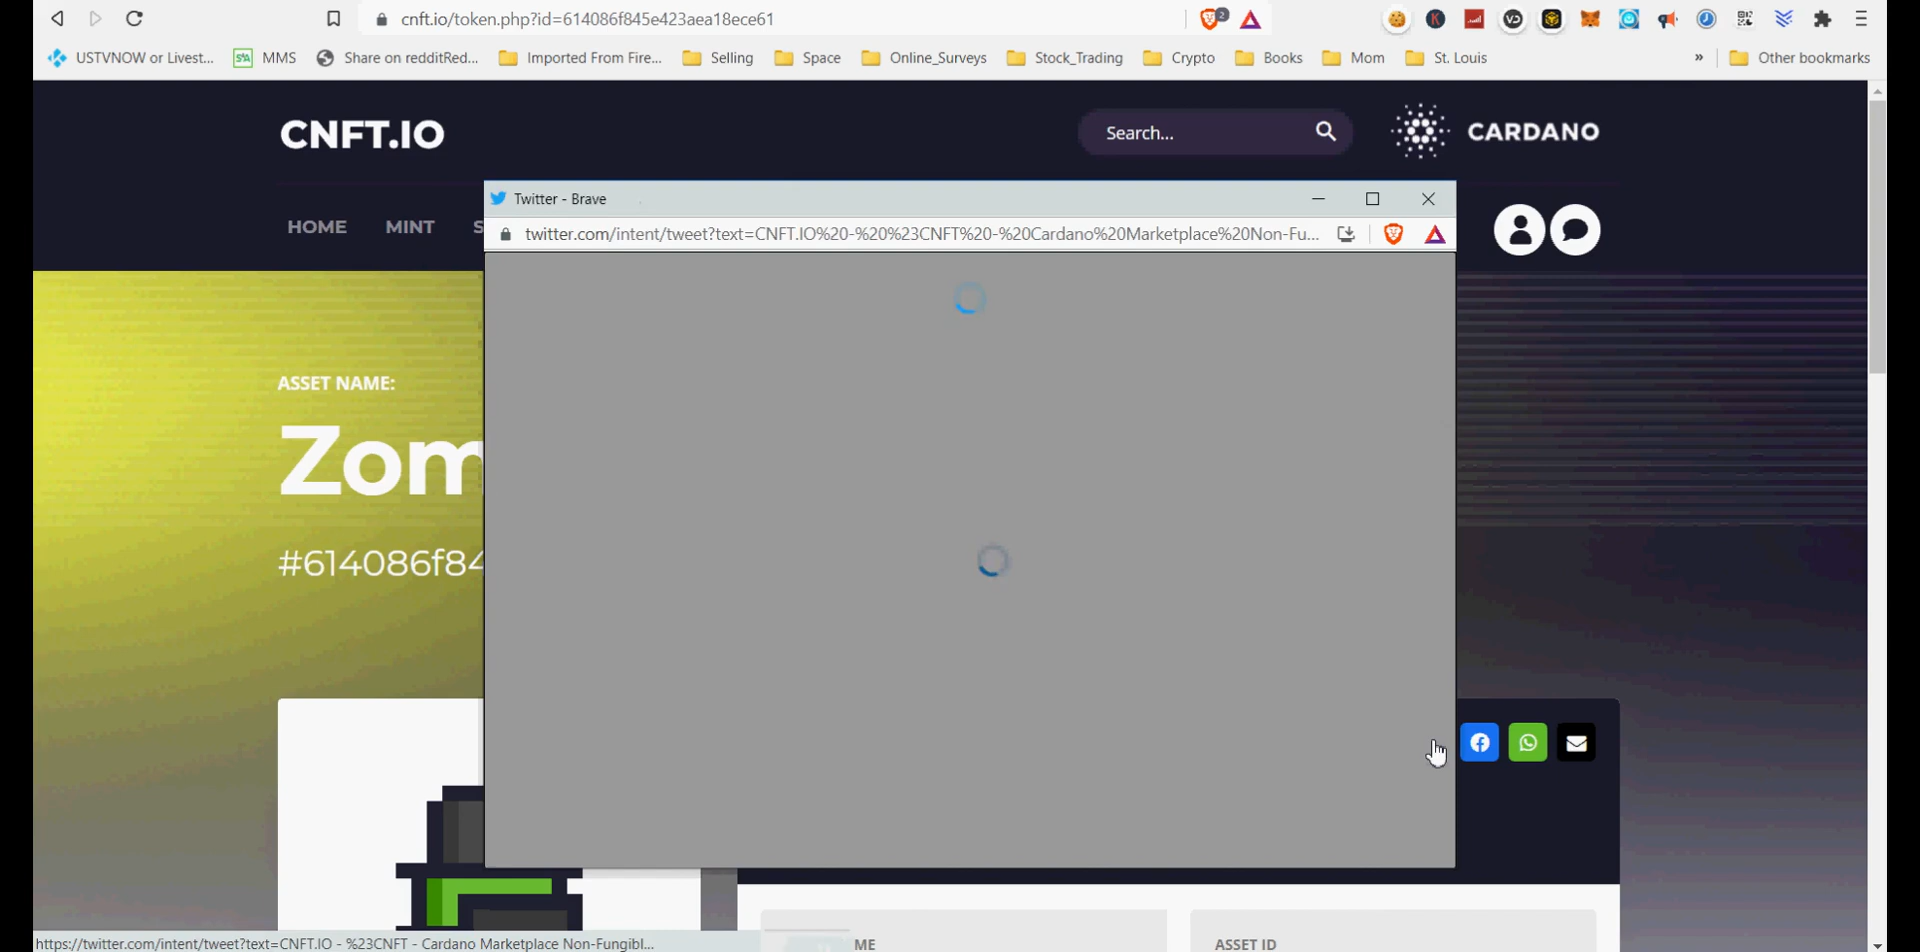 cnft.io/token.php?id=614086f845e423aea18ece61
2
USTVNOW or Livest...
MMS
Share on redditRed...
Imported From Fire...
Selling
Space
Online_Surveys
Stock_Trading
Crypto
Books
Mom
St. Louis
»
Other bookmarks
CNFT.IO
Search...
CARDANO
HOME
MINT
S
Twitter - Brave
twitter.com/intent/tweet?text=CNFT.IO%20-%20%23CNFT%20-%20Cardano%20Marketplace%20Non-Fu...
ASSET NAME:
Zom
#614086f84
ME
ASSET ID
https://twitter.com/intent/tweet?text=CNFT.IO - %23CNFT - Cardano Marketplace Non-Fungibl...